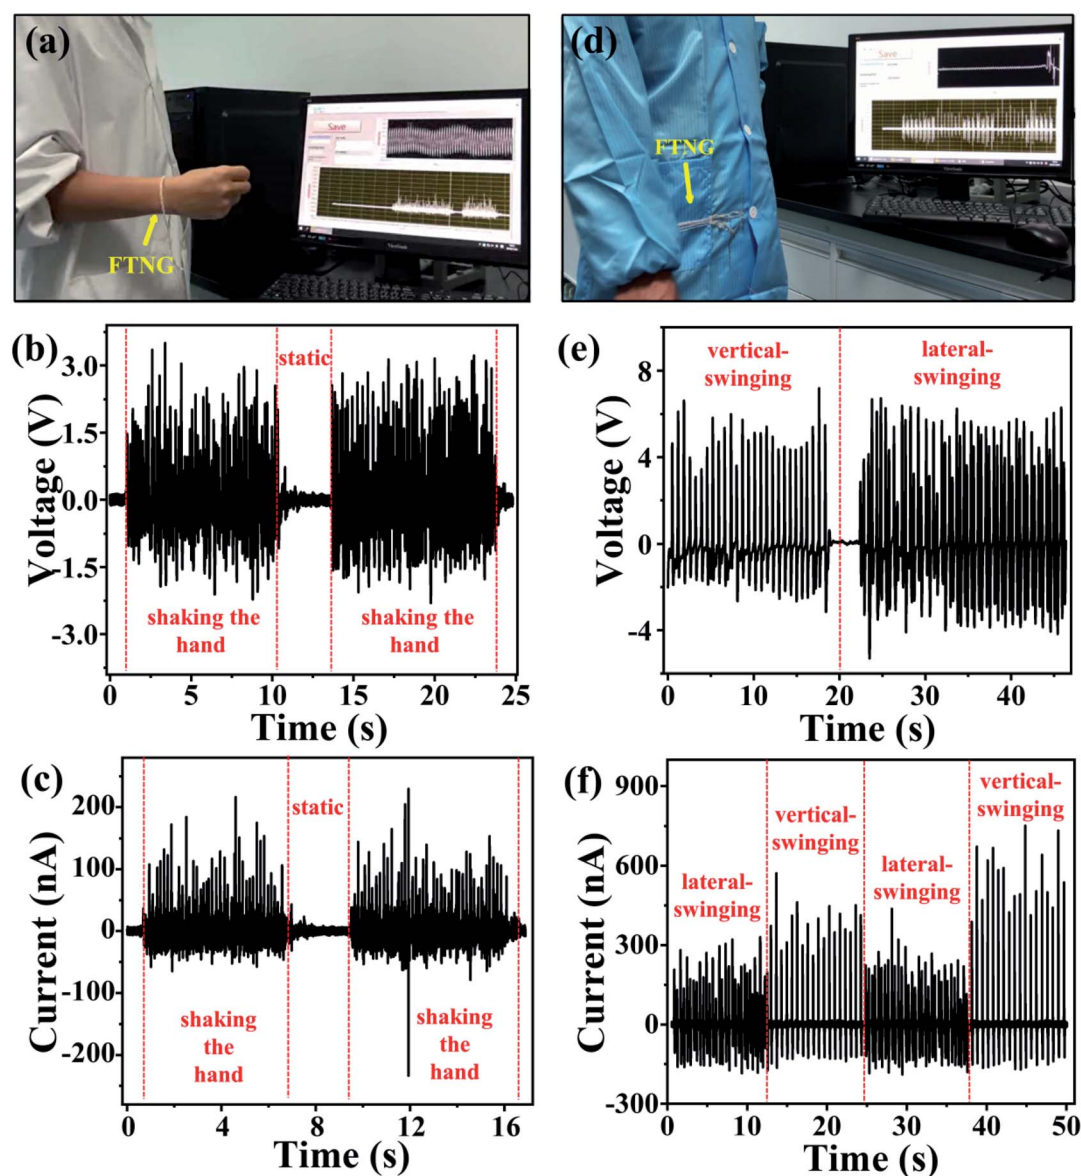 (a)
Save
FTNG
ViewSonic
(d)
Save
FTNG
ViewSonic
(b)
3.0
1.5
0.0
-1.5
-3.0
Voltage (V)
static
shaking the
hand
shaking the
hand
0
5
10
15
20
25
Time (s)
(e)
8
4
0
-4
Voltage (V)
vertical-
swinging
lateral-
swinging
0
10
20
30
40
Time (s)
(c)
200
100
0
-100
-200
Current (nA)
static
shaking
the
hand
shaking
the
hand
0
4
8
12
16
Time (s)
(f)
900
600
300
0
-300
Current (nA)
lateral-
swinging
vertical-
swinging
lateral-
swinging
vertical-
swinging
0
10
20
30
40
50
Time (s)